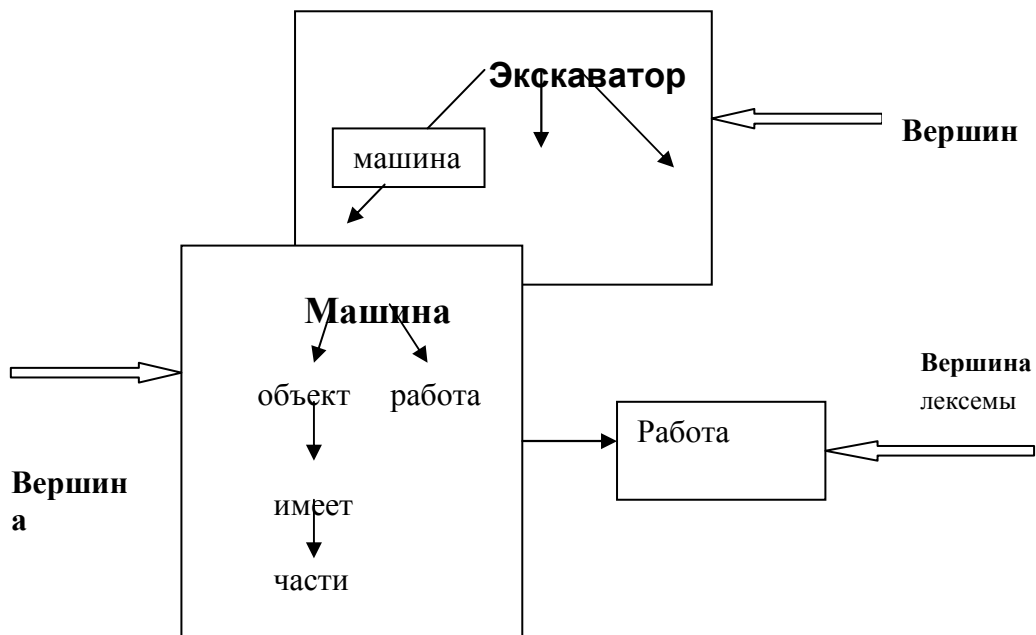 Экскаватор
Вершин
машина
Машина
объект
работа
Вершина
лексемы
Работа
Вершин
а
имеет
части